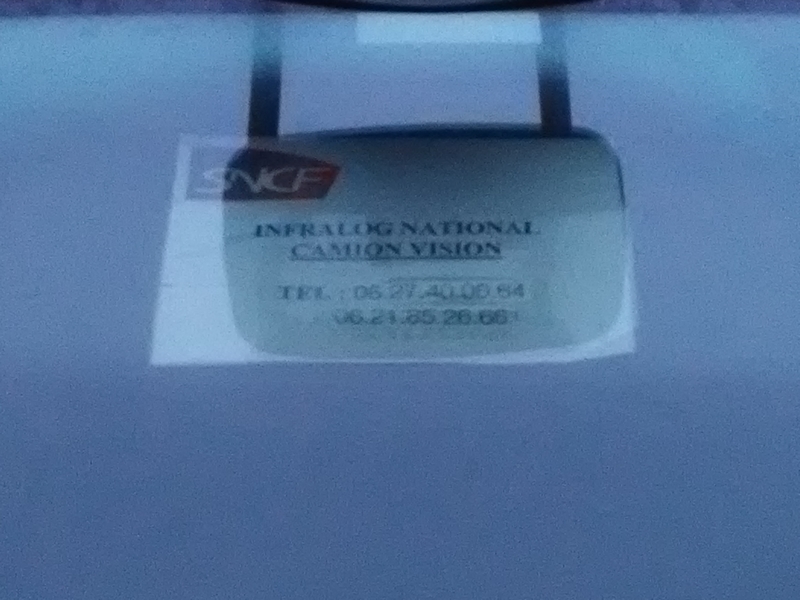 SNCF
INFRALOG NATIONAL
CAMION VISION
TEL : 06.27.40.00.64
06.21.85.26.66